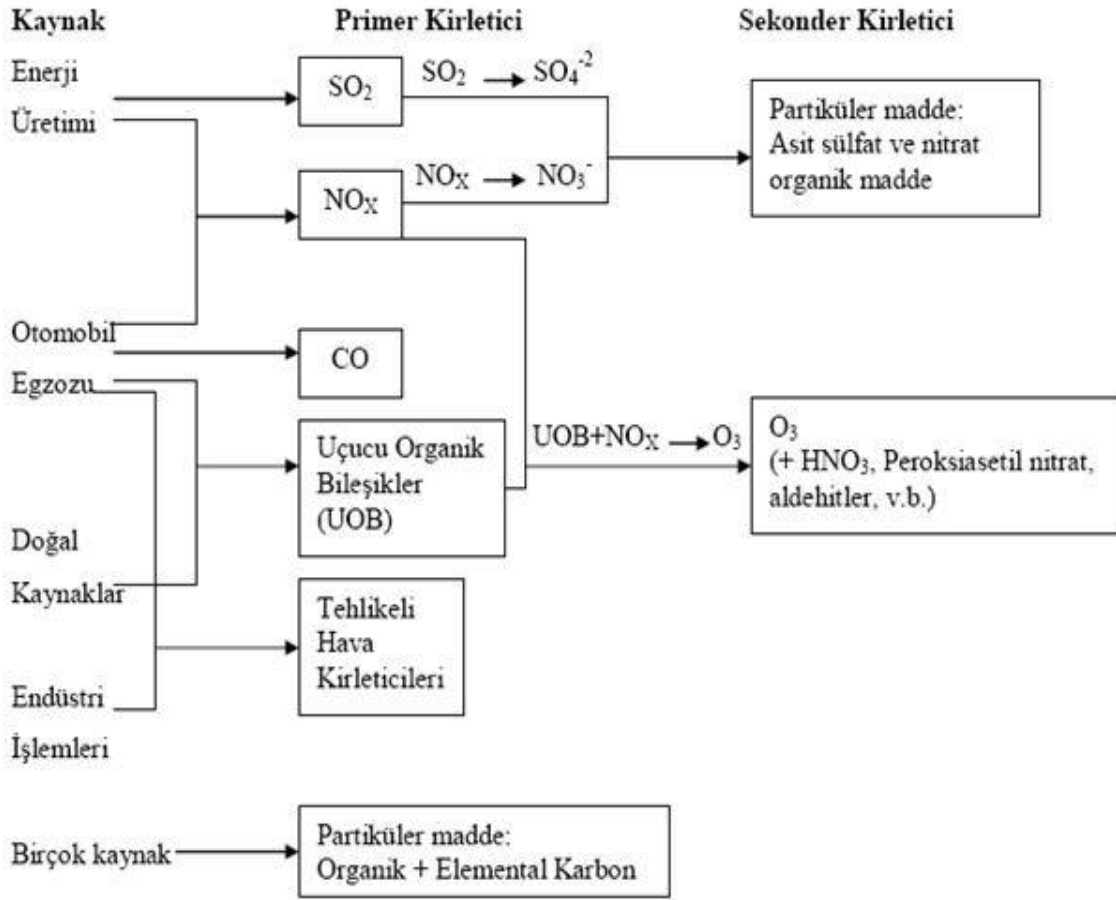 Kaynak Primer Kirletici Sekonder Kirletici
Enerji
Üretimi
SO₂
SO₂ → SO₄⁻²
Partiküler madde:
Asit sülfat ve nitrat
organik madde
NOX
NOX → NO₃⁻
Otomobil
Egzozu
CO
Uçucu Organik
Bileşikler
(UOB)
UOB+NOX → O₃
O₃
(+ HNO₃, Peroksiasetil nitrat,
aldehitler, v.b.)
Doğal
Kaynaklar
Tehlikeli
Hava
Kirleticileri
Endüstri
İşlemleri
Birçok kaynak
Partiküler madde:
Organik + Elemental Karbon